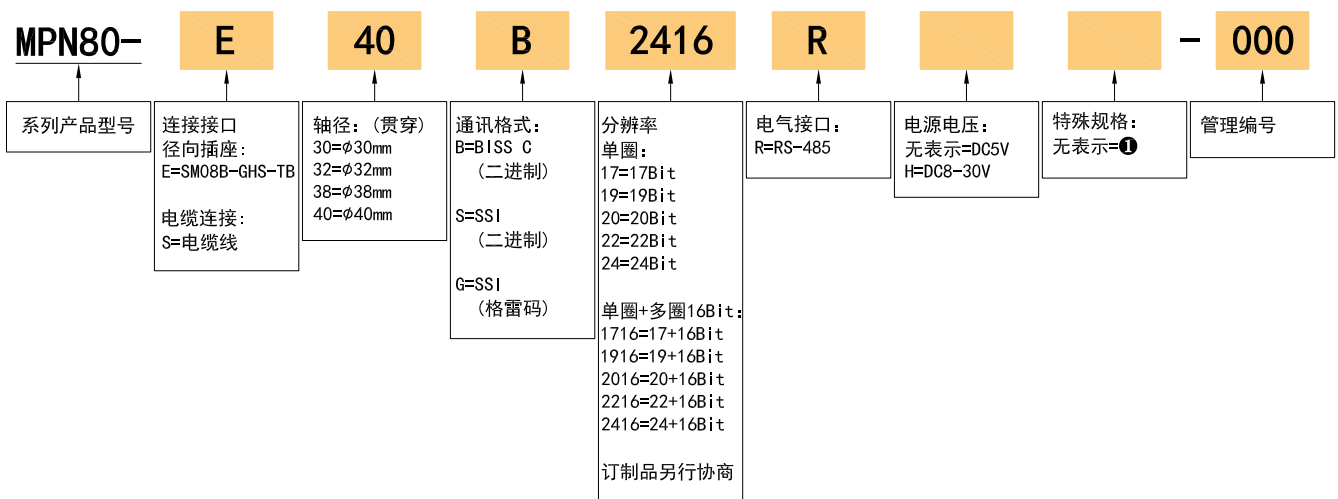 MPN80- E 40 B 2416 R - 000
系列产品型号
连接接口
径向插座:
E=SM08B-GHS-TB
电缆连接:
S=电缆线
轴径:(贯穿)
30=ϕ30mm
32=ϕ32mm
38=ϕ38mm
40=ϕ40mm
通讯格式:
B=BISS C
(二进制)
S=SSI
(二进制)
G=SSI
(格雷码)
分辨率
单圈:
17=17Bit
19=19Bit
20=20Bit
22=22Bit
24=24Bit
单圈+多圈16Bit:
1716=17+16Bit
1916=19+16Bit
2016=20+16Bit
2216=22+16Bit
2416=24+16Bit
订制品另行协商
电气接口:
R=RS-485
电源电压:
无表示=DC5V
H=DC8-30V
特殊规格:
无表示=❶
管理编号